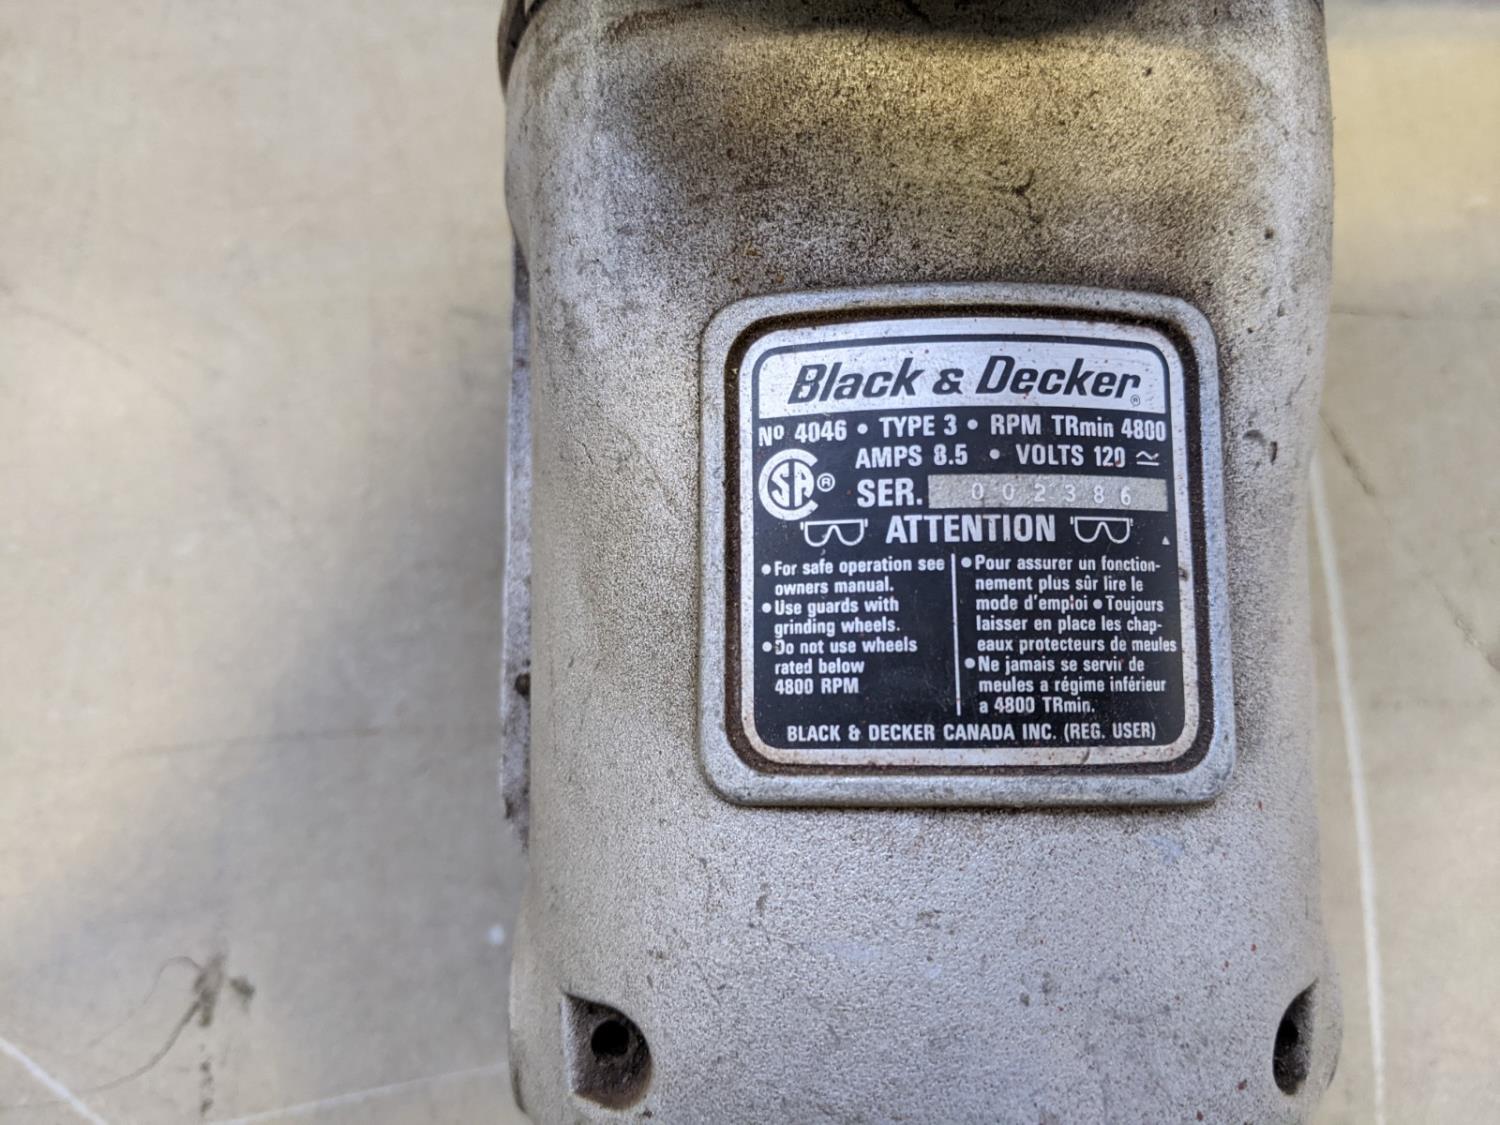 Black & Decker®
No 4046 • TYPE 3 • RPM TRmin 4800
AMPS 8.5 • VOLTS 120 ≃
SA ®
SER. 002386
ATTENTION
• For safe operation see
owners manual.
• Use guards with
grinding wheels.
• Do not use wheels
rated below
4800 RPM
• Pour assurer un fonction-
nement plus sûr lire le
mode d'emploi • Toujours
laisser en place les chap-
eaux protecteurs de meules
• Ne jamais se servir de
meules a régime inférieur
a 4800 TRmin.
BLACK & DECKER CANADA INC. (REG. USER)